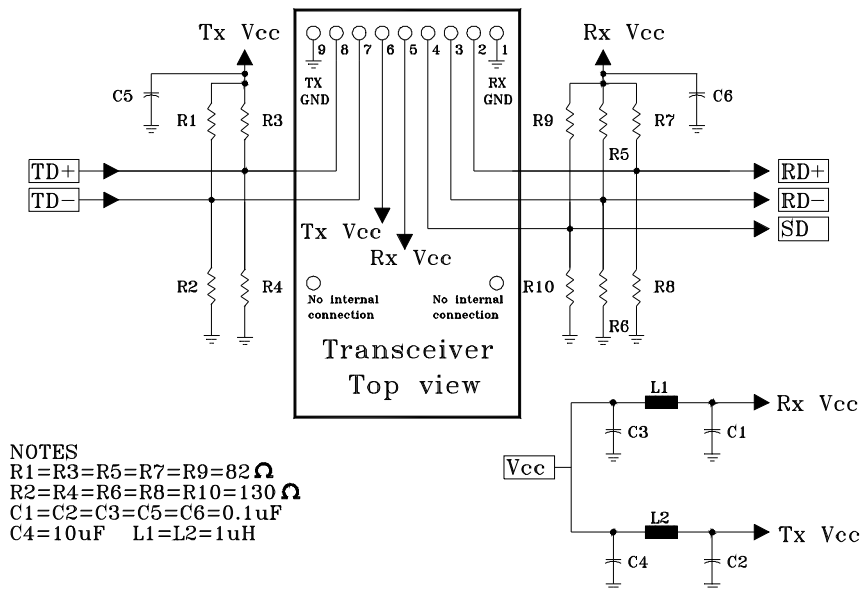 Tx Vcc
Rx Vcc
9 8 7 6 5 4 3 2 1
TX
GND
RX
GND
C5
C6
R1
R3
R9
R5
R7
TD+
TD-
RD+
RD-
SD
Tx Vcc
Rx Vcc
R2
R4
R10
R8
R6
No internal
connection
No internal
connection
Transceiver
Top view
L1
Rx Vcc
C3
C1
Vcc
L2
Tx Vcc
C4
C2
NOTES
R1=R3=R5=R7=R9=82Ω
R2=R4=R6=R8=R10=130Ω
C1=C2=C3=C5=C6=0.1uF
C4=10uF L1=L2=1uH